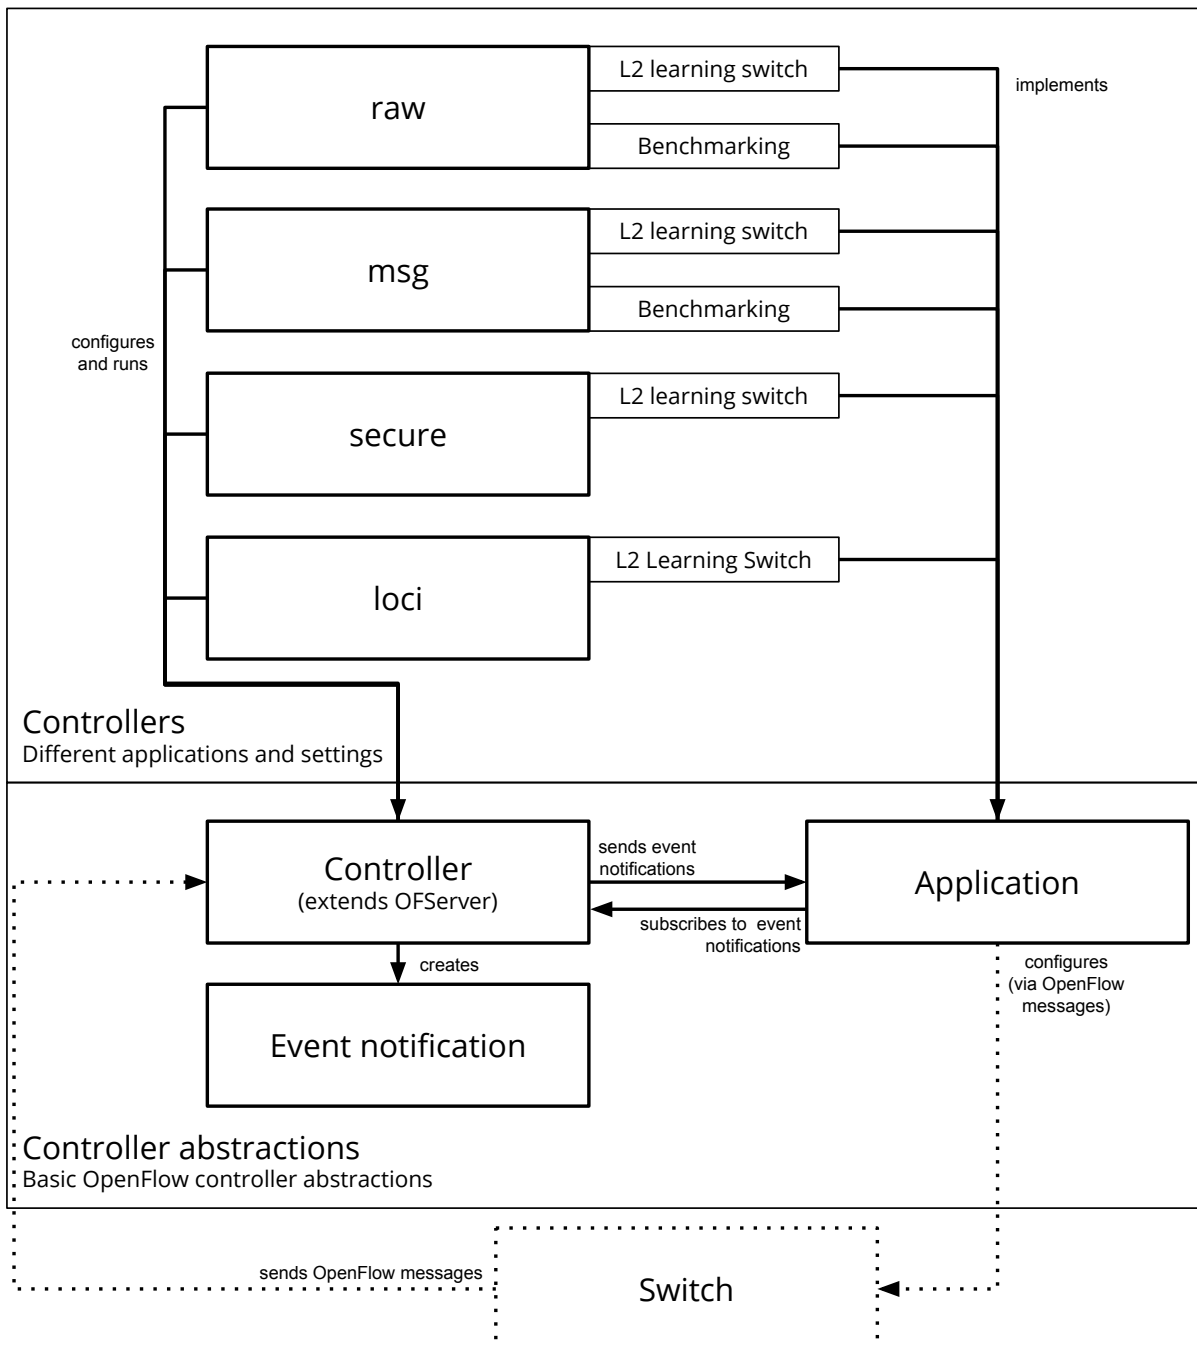 L2 learning switch
implements
raw
Benchmarking
L2 learning switch
msg
Benchmarking
configures
and runs
L2 learning switch
secure
L2 Learning Switch
loci
Controllers
Different applications and settings
Controller
(extends OFServer)
sends event
notifications
Application
subscribes to  event
notifications
creates
configures
(via OpenFlow
messages)
Event notification
Controller abstractions
Basic OpenFlow controller abstractions
sends OpenFlow messages
Switch